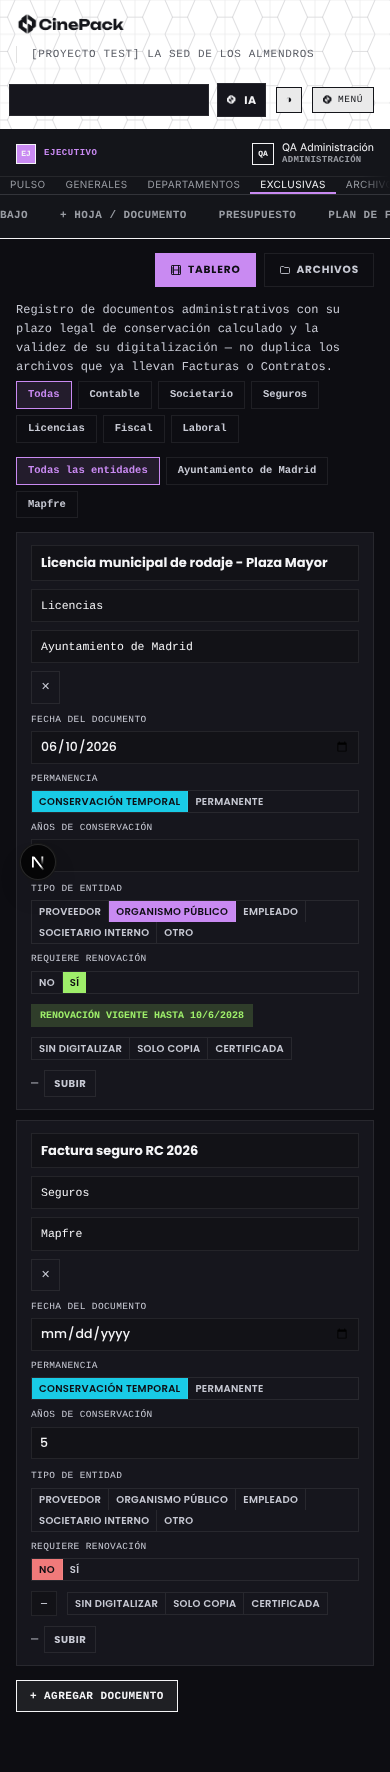 CinePack
[PROYECTO TEST] LA SED DE LOS ALMENDROS
IA
MENÚ
EJ EJECUTIVO
QA QA Administración
ADMINISTRACIÓN
PULSO GENERALES DEPARTAMENTOS EXCLUSIVAS ARCHIV
BAJO + HOJA / DOCUMENTO PRESUPUESTO PLAN DE F
TABLERO ARCHIVOS
Registro de documentos administrativos con su
plazo legal de conservación calculado y la
validez de su digitalización — no duplica los
archivos que ya llevan Facturas o Contratos.
Todas Contable Societario Seguros
Licencias Fiscal Laboral
Todas las entidades Ayuntamiento de Madrid
Mapfre
Licencia municipal de rodaje - Plaza Mayor
Licencias
Ayuntamiento de Madrid
×
FECHA DEL DOCUMENTO
06/10/2026
PERMANENCIA
CONSERVACIÓN TEMPORAL PERMANENTE
AÑOS DE CONSERVACIÓN
N
TIPO DE ENTIDAD
PROVEEDOR ORGANISMO PÚBLICO EMPLEADO
SOCIETARIO INTERNO OTRO
REQUIERE RENOVACIÓN
NO SÍ
RENOVACIÓN VIGENTE HASTA 10/6/2028
SIN DIGITALIZAR SOLO COPIA CERTIFICADA
— SUBIR
Factura seguro RC 2026
Seguros
Mapfre
×
FECHA DEL DOCUMENTO
mm/dd/yyyy
PERMANENCIA
CONSERVACIÓN TEMPORAL PERMANENTE
AÑOS DE CONSERVACIÓN
5
TIPO DE ENTIDAD
PROVEEDOR ORGANISMO PÚBLICO EMPLEADO
SOCIETARIO INTERNO OTRO
REQUIERE RENOVACIÓN
NO SÍ
— SIN DIGITALIZAR SOLO COPIA CERTIFICADA
— SUBIR
+ AGREGAR DOCUMENTO